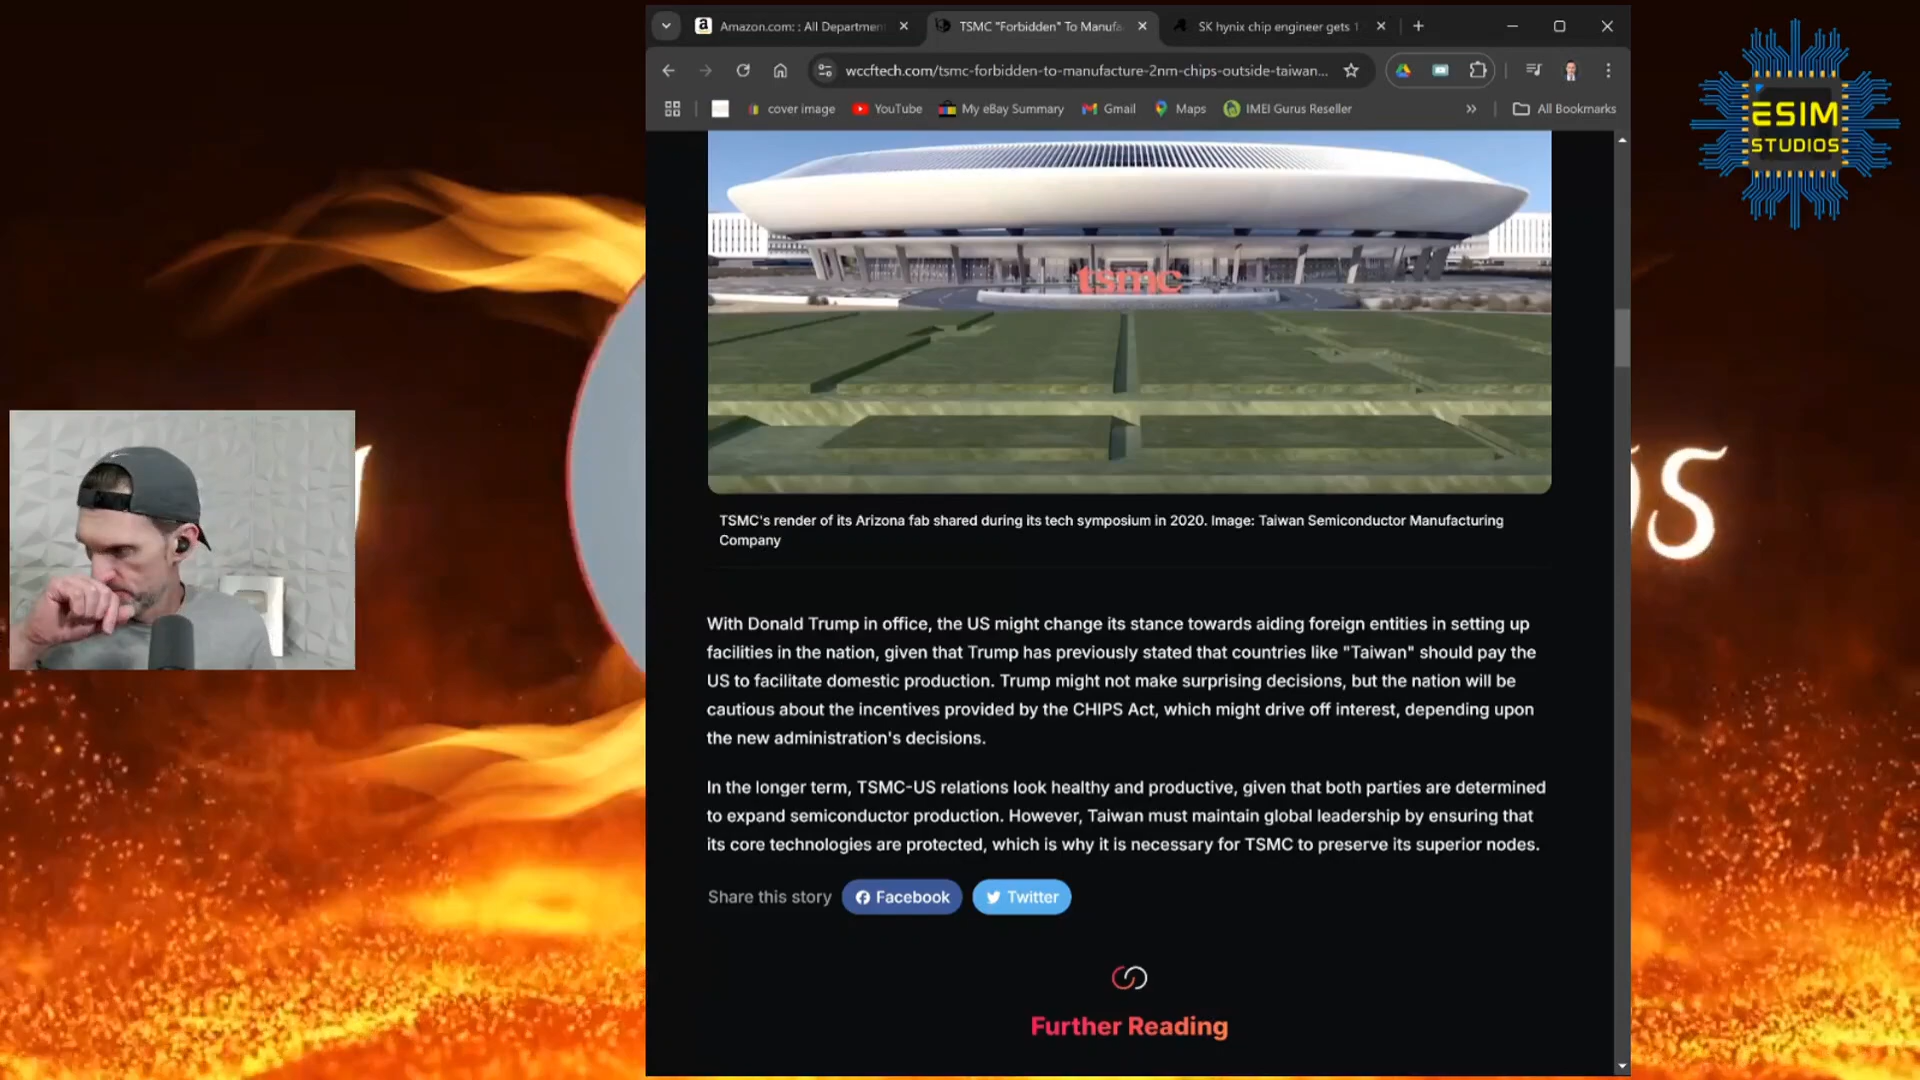 Amazon.com: : All Departmen
TSMC "Forbidden" To Manufa
SK hynix chip engineer gets 1
wccftech.com/tsmc-forbidden-to-manufacture-2nm-chips-outside-taiwan...
cover image
YouTube
My eBay Summary
Gmail
Maps
IMEI Gurus Reseller
»
All Bookmarks
ESIM
STUDIOS
tsmc
TSMC's render of its Arizona fab shared during its tech symposium in 2020. Image: Taiwan Semiconductor Manufacturing
Company
With Donald Trump in office, the US might change its stance towards aiding foreign entities in setting up
facilities in the nation, given that Trump has previously stated that countries like "Taiwan" should pay the
US to facilitate domestic production. Trump might not make surprising decisions, but the nation will be
cautious about the incentives provided by the CHIPS Act, which might drive off interest, depending upon
the new administration's decisions.
In the longer term, TSMC-US relations look healthy and productive, given that both parties are determined
to expand semiconductor production. However, Taiwan must maintain global leadership by ensuring that
its core technologies are protected, which is why it is necessary for TSMC to preserve its superior nodes.
Share this story
Facebook
Twitter
Further Reading